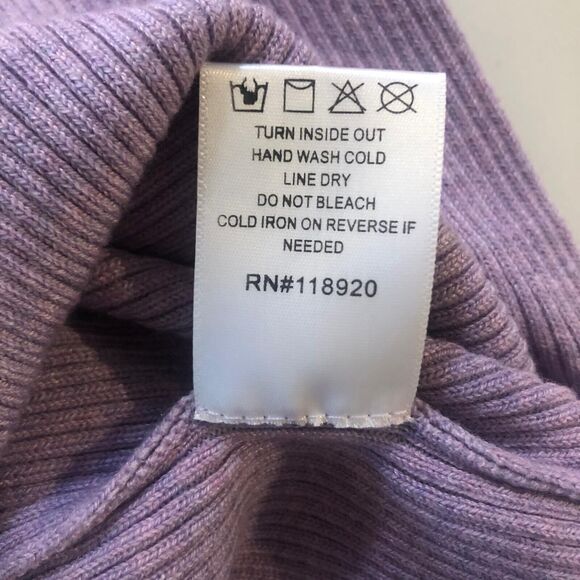 TURN INSIDE OUT
HAND WASH COLD
LINE DRY
DO NOT BLEACH
COLD IRON ON REVERSE IF
NEEDED
RN#118920